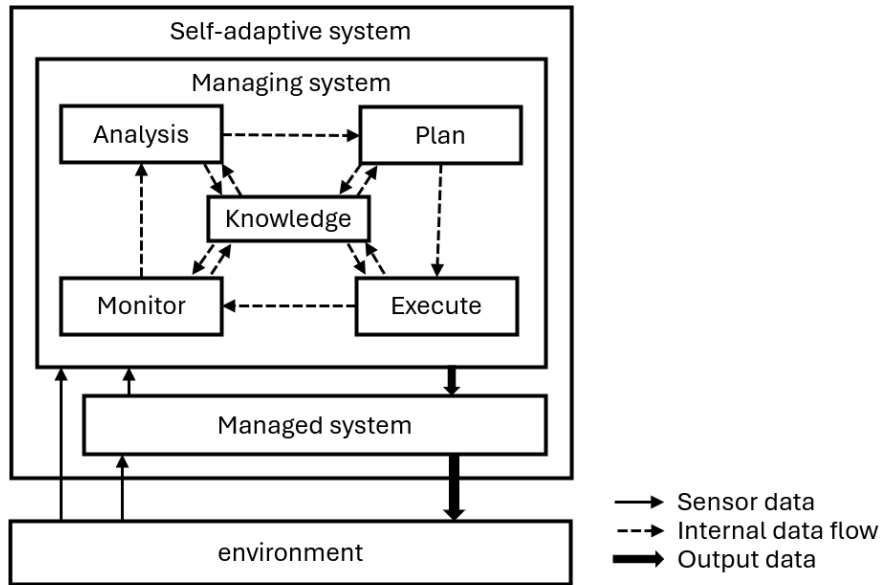 Self-adaptive system
Managing system
Analysis
Plan
Knowledge
Monitor
Execute
Managed system
environment
Sensor data
Internal data flow
Output data